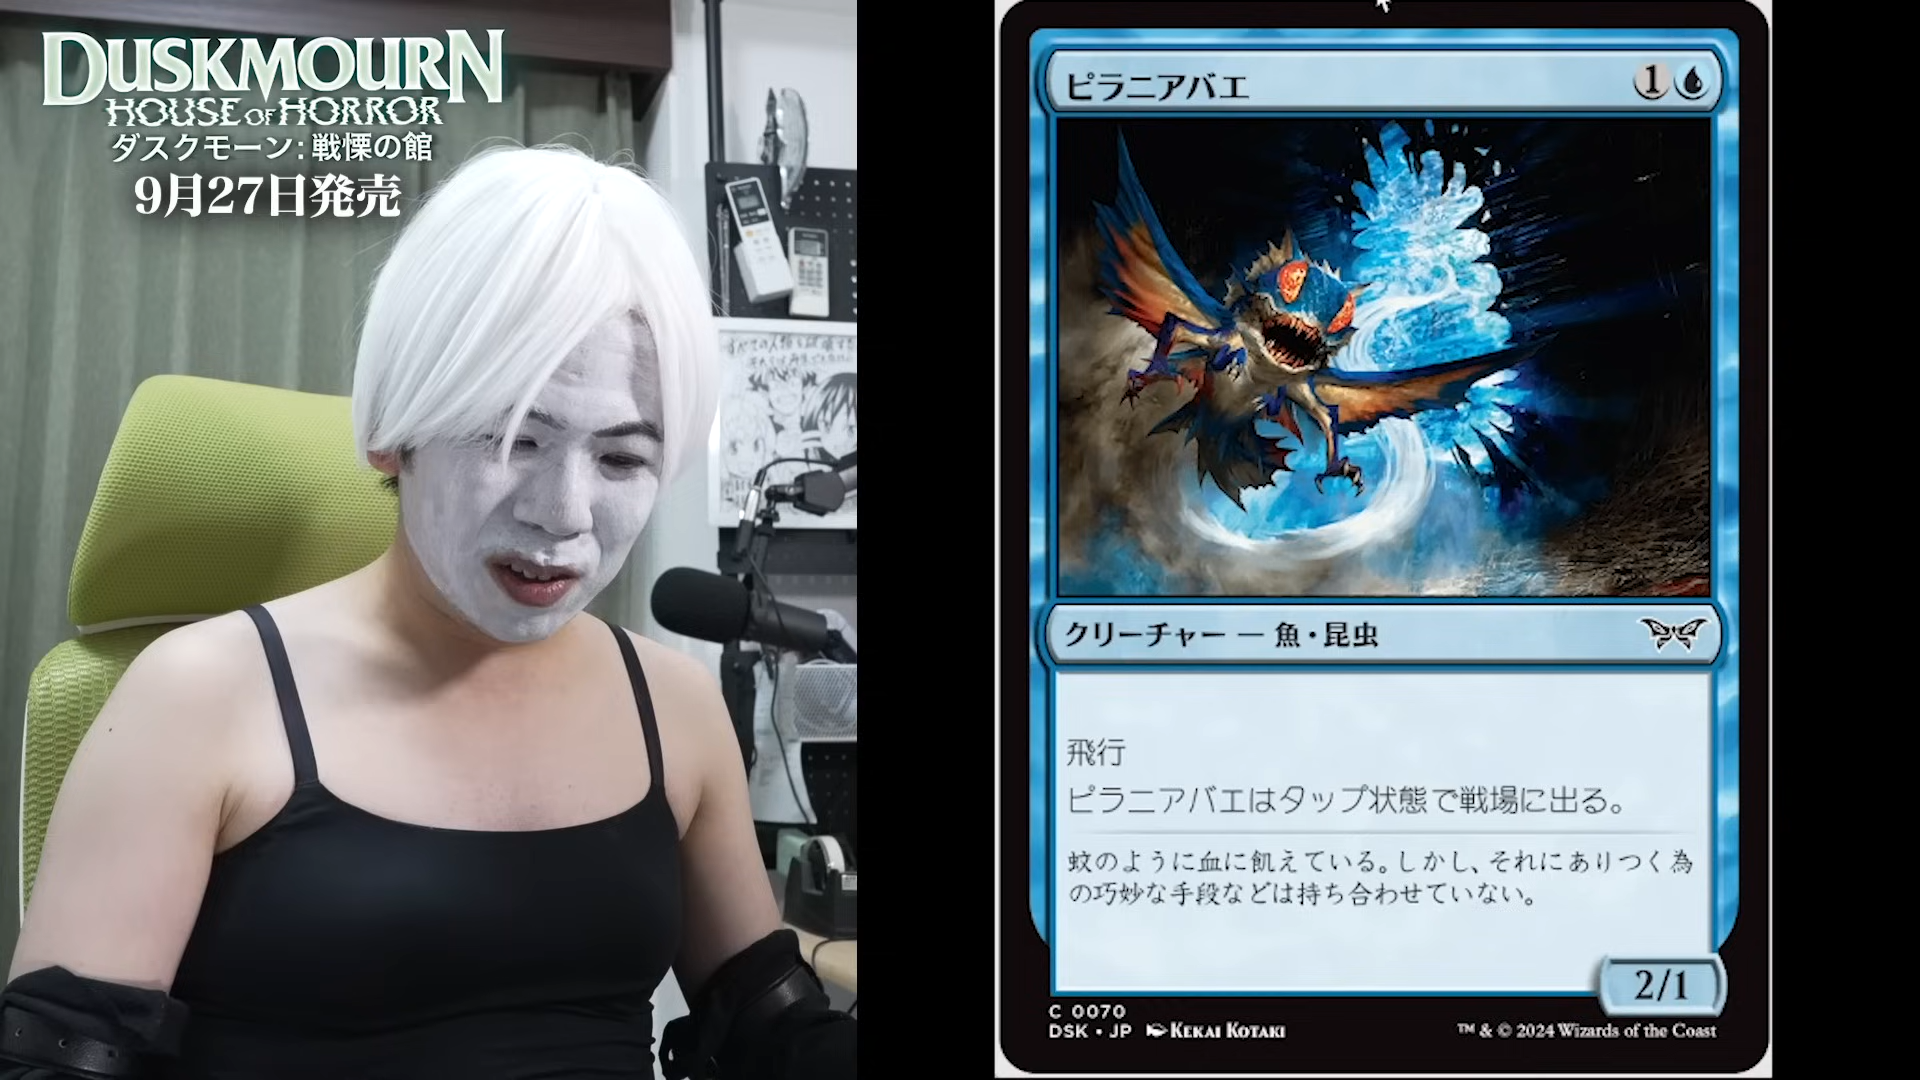 DUSKMOURN
HOUSE OF HORROR
ダスクモーン:戦慄の館
9月27日発売
ピラニアバエ
1
クリーチャー — 魚・昆虫
飛行
ピラニアバエはタップ状態で戦場に出る。
蚊のように血に飢えている。しかし、それにありつく為
の巧妙な手段などは持ち合わせていない。
2/1
C 0070
DSK・JP KEKAI KOTAKI
™ & © 2024 Wizards of the Coast